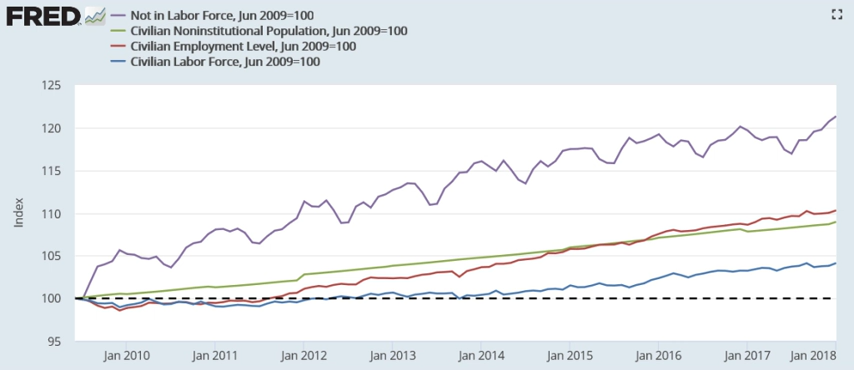 FRED
Not in Labor Force, Jun 2009=100
Civilian Noninstitutional Population, Jun 2009=100
Civilian Employment Level, Jun 2009=100
Civilian Labor Force, Jun 2009=100
125
120
115
110
105
100
95
Index
Jan 2010 Jan 2011 Jan 2012 Jan 2013 Jan 2014 Jan 2015 Jan 2016 Jan 2017 Jan 2018